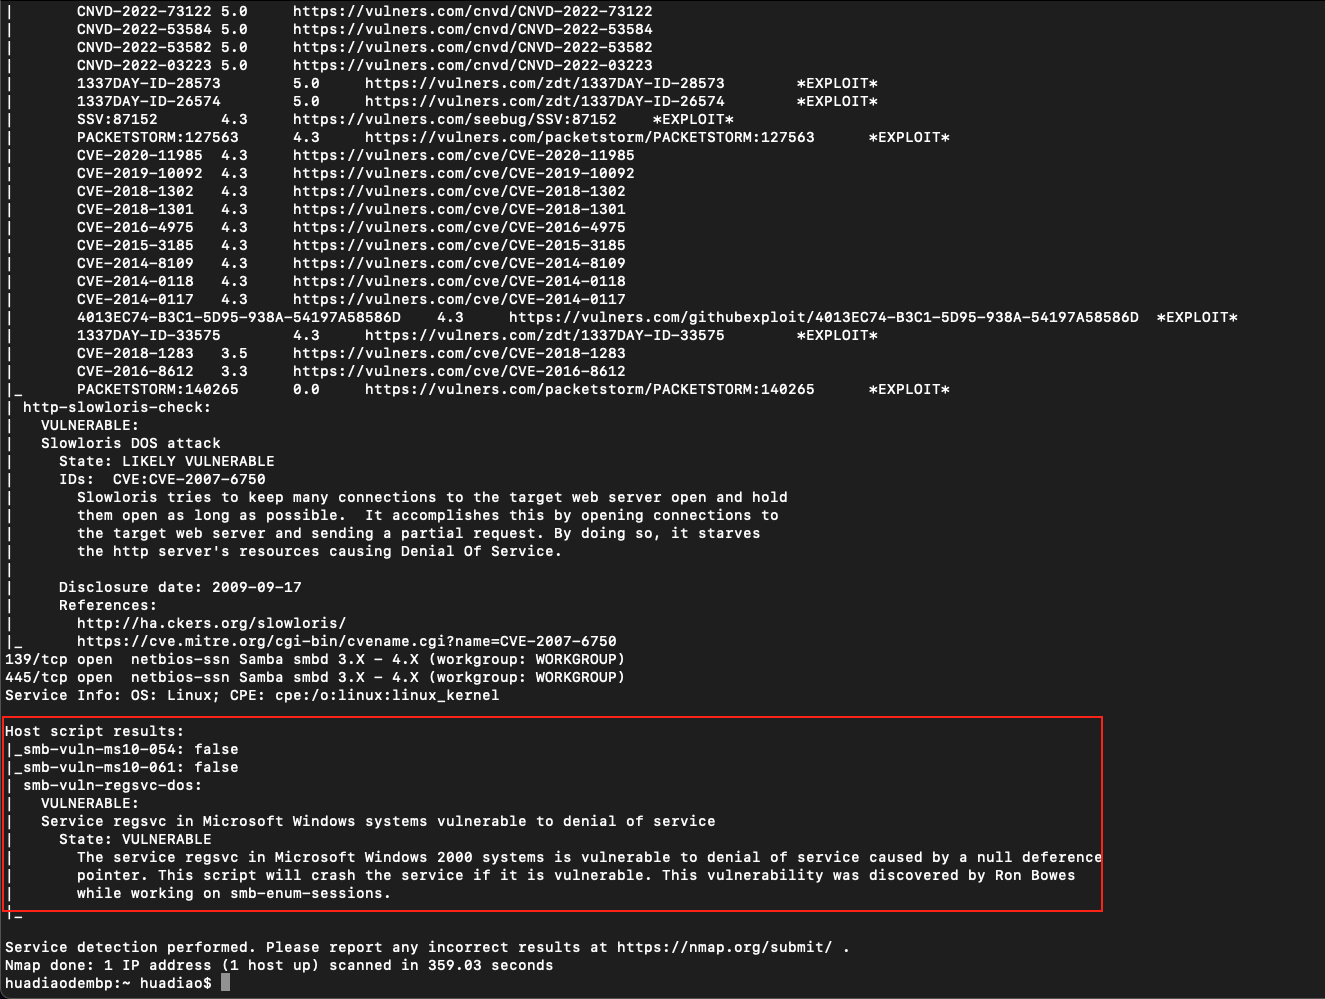 |       CNVD-2022-73122 5.0     https://vulners.com/cnvd/CNVD-2022-73122
|       CNVD-2022-53584 5.0     https://vulners.com/cnvd/CNVD-2022-53584
|       CNVD-2022-53582 5.0     https://vulners.com/cnvd/CNVD-2022-53582
|       CNVD-2022-03223 5.0     https://vulners.com/cnvd/CNVD-2022-03223
|       1337DAY-ID-28573        5.0     https://vulners.com/zdt/1337DAY-ID-28573        *EXPLOIT*
|       1337DAY-ID-26574        5.0     https://vulners.com/zdt/1337DAY-ID-26574        *EXPLOIT*
|       SSV:87152       4.3     https://vulners.com/seebug/SSV:87152    *EXPLOIT*
|       PACKETSTORM:127563      4.3     https://vulners.com/packetstorm/PACKETSTORM:127563      *EXPLOIT*
|       CVE-2020-11985  4.3     https://vulners.com/cve/CVE-2020-11985
|       CVE-2019-10092  4.3     https://vulners.com/cve/CVE-2019-10092
|       CVE-2018-1302   4.3     https://vulners.com/cve/CVE-2018-1302
|       CVE-2018-1301   4.3     https://vulners.com/cve/CVE-2018-1301
|       CVE-2016-4975   4.3     https://vulners.com/cve/CVE-2016-4975
|       CVE-2015-3185   4.3     https://vulners.com/cve/CVE-2015-3185
|       CVE-2014-8109   4.3     https://vulners.com/cve/CVE-2014-8109
|       CVE-2014-0118   4.3     https://vulners.com/cve/CVE-2014-0118
|       CVE-2014-0117   4.3     https://vulners.com/cve/CVE-2014-0117
|       4013EC74-B3C1-5D95-938A-54197A58586D    4.3     https://vulners.com/githubexploit/4013EC74-B3C1-5D95-938A-54197A58586D  *EXPLOIT*
|       1337DAY-ID-33575        4.3     https://vulners.com/zdt/1337DAY-ID-33575        *EXPLOIT*
|       CVE-2018-1283   3.5     https://vulners.com/cve/CVE-2018-1283
|       CVE-2016-8612   3.3     https://vulners.com/cve/CVE-2016-8612
|_      PACKETSTORM:140265      0.0     https://vulners.com/packetstorm/PACKETSTORM:140265      *EXPLOIT*
| http-slowloris-check:
|   VULNERABLE:
|   Slowloris DOS attack
|     State: LIKELY VULNERABLE
|     IDs:  CVE:CVE-2007-6750
|       Slowloris tries to keep many connections to the target web server open and hold
|       them open as long as possible.  It accomplishes this by opening connections to
|       the target web server and sending a partial request. By doing so, it starves
|       the http server's resources causing Denial Of Service.
|
|     Disclosure date: 2009-09-17
|     References:
|       http://ha.ckers.org/slowloris/
|_      https://cve.mitre.org/cgi-bin/cvename.cgi?name=CVE-2007-6750
139/tcp open  netbios-ssn Samba smbd 3.X - 4.X (workgroup: WORKGROUP)
445/tcp open  netbios-ssn Samba smbd 3.X - 4.X (workgroup: WORKGROUP)
Service Info: OS: Linux; CPE: cpe:/o:linux:linux_kernel
Host script results:
|_smb-vuln-ms10-054: false
|_smb-vuln-ms10-061: false
| smb-vuln-regsvc-dos:
|   VULNERABLE:
|   Service regsvc in Microsoft Windows systems vulnerable to denial of service
|     State: VULNERABLE
|       The service regsvc in Microsoft Windows 2000 systems is vulnerable to denial of service caused by a null deference
|       pointer. This script will crash the service if it is vulnerable. This vulnerability was discovered by Ron Bowes
|       while working on smb-enum-sessions.
|_
Service detection performed. Please report any incorrect results at https://nmap.org/submit/ .
Nmap done: 1 IP address (1 host up) scanned in 359.03 seconds
huadiaodembp:~ huadiao$